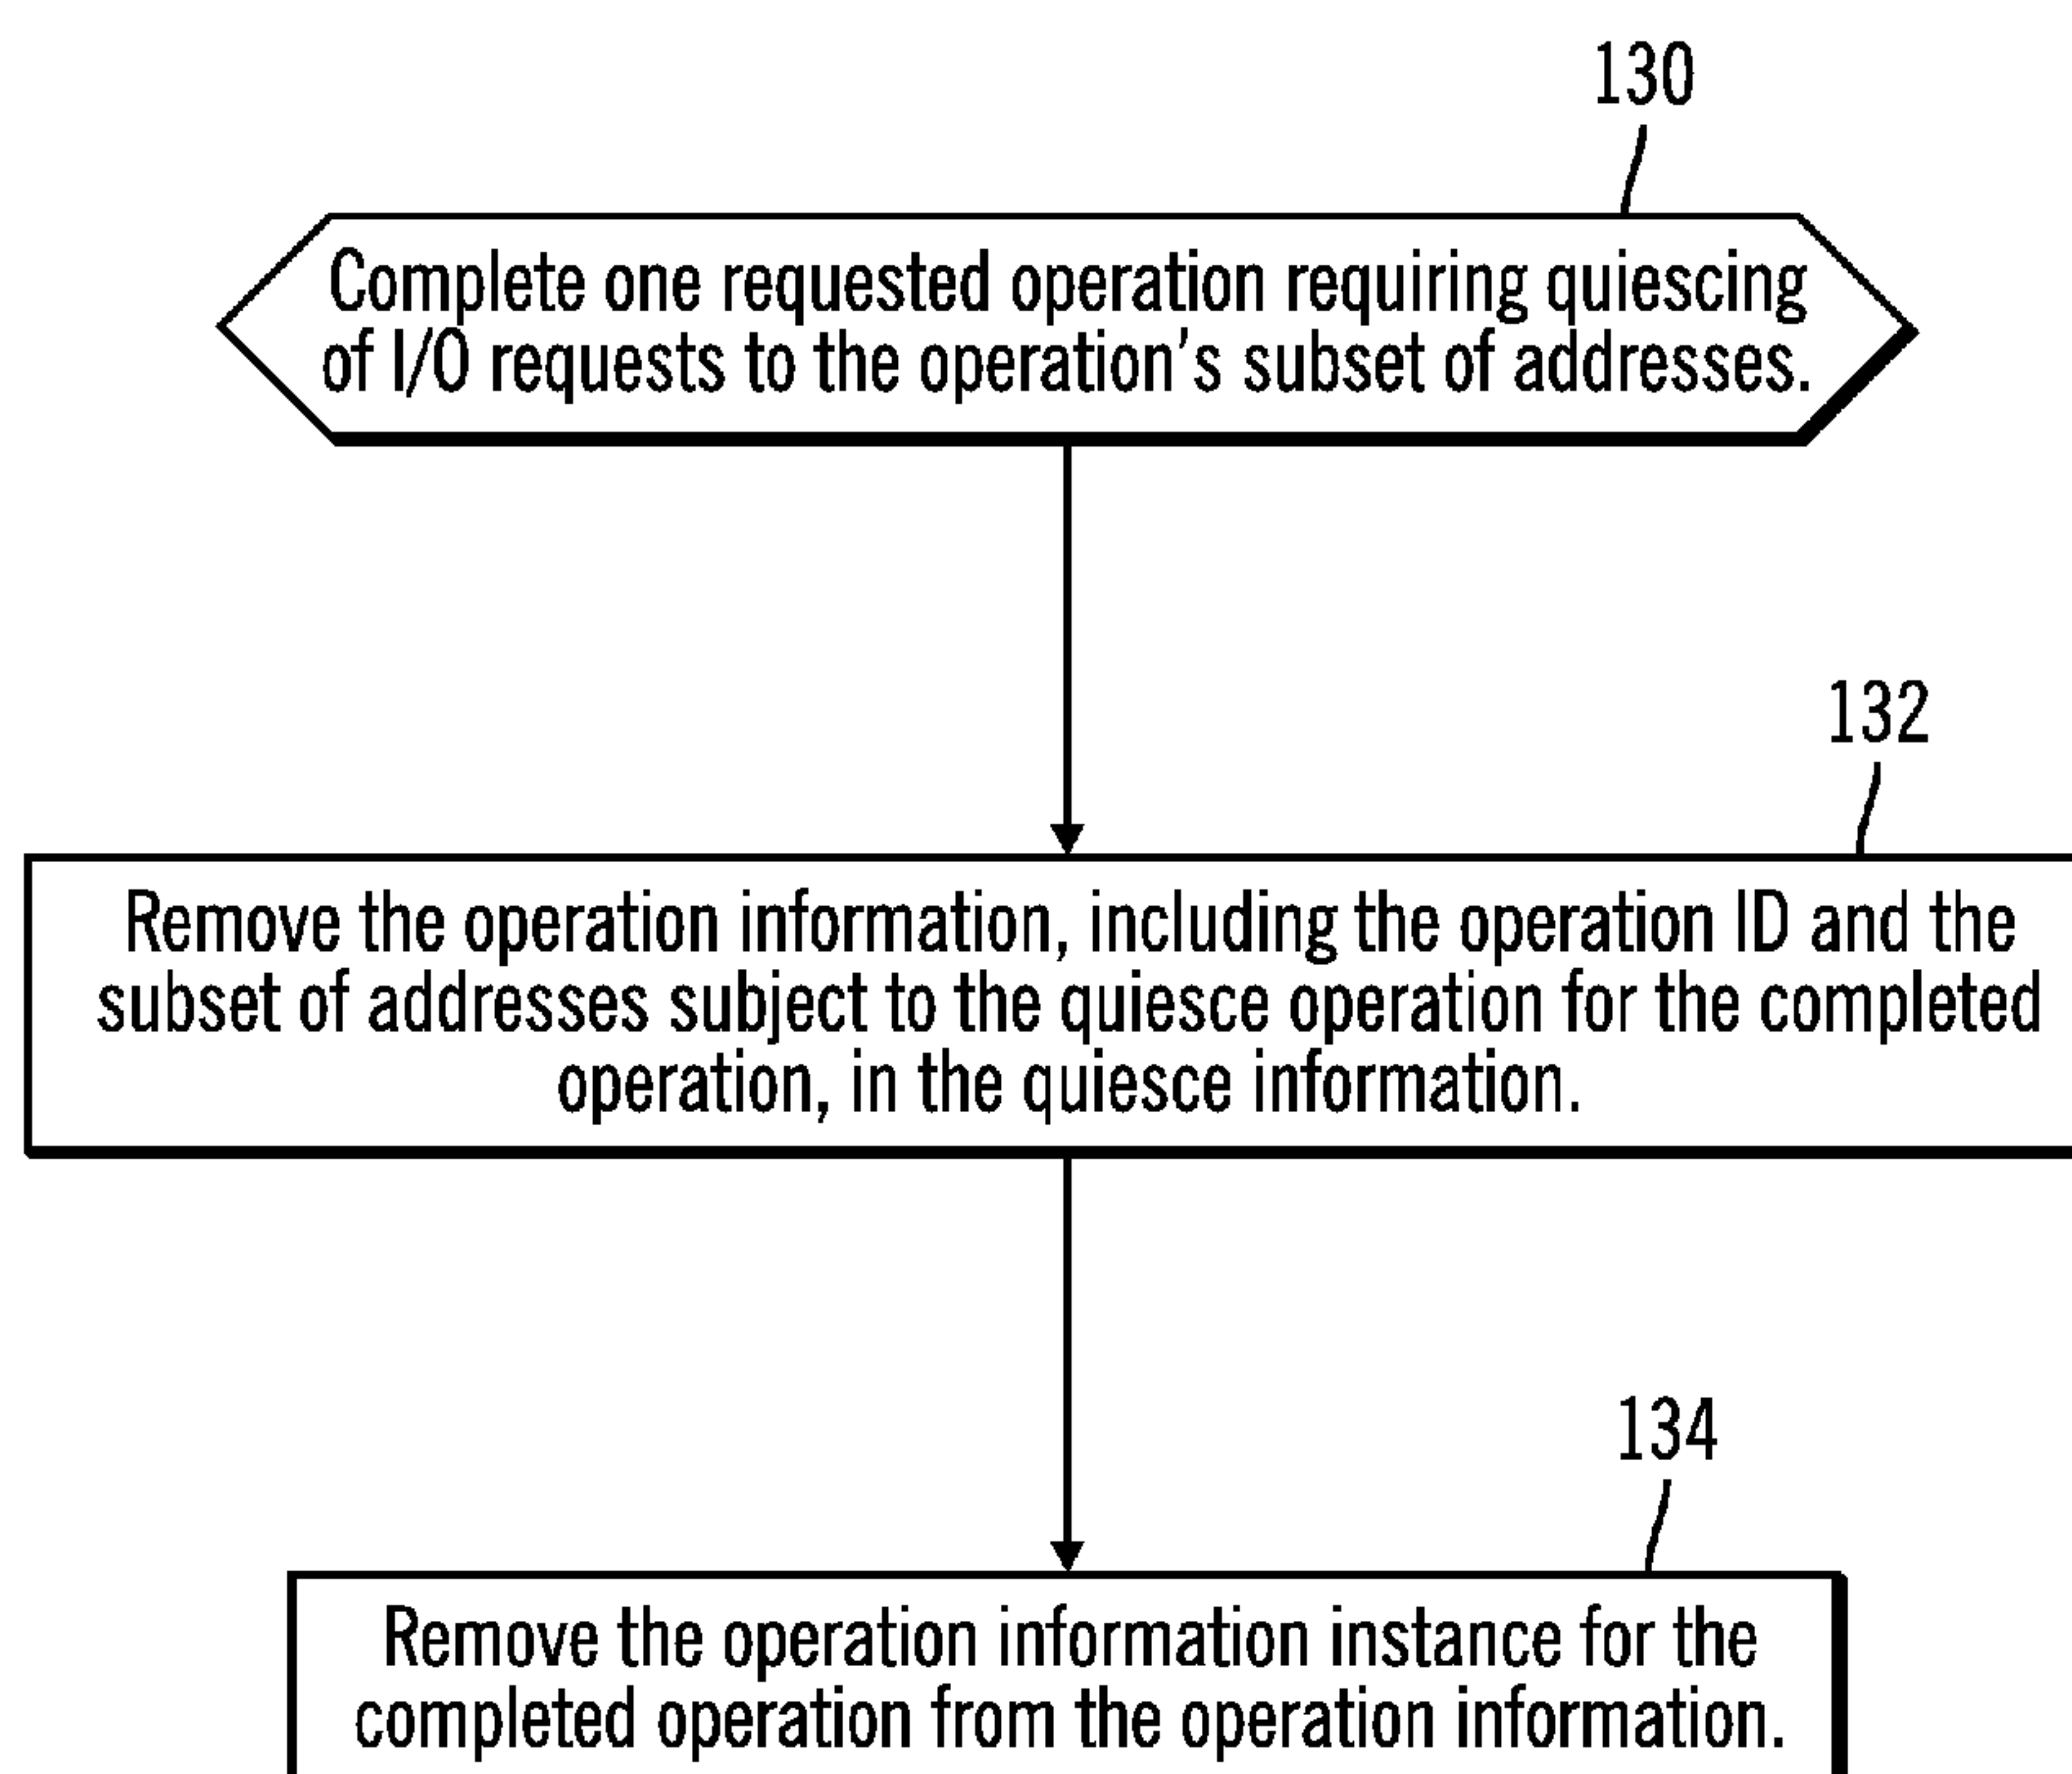 130
Complete one requested operation requiring quiescing
of I/O requests to the operation's subset of addresses.
132
Remove the operation information, including the operation ID and the
subset of addresses subject to the quiesce operation for the completed
operation, in the quiesce information.
134
Remove the operation information instance for the
completed operation from the operation information.